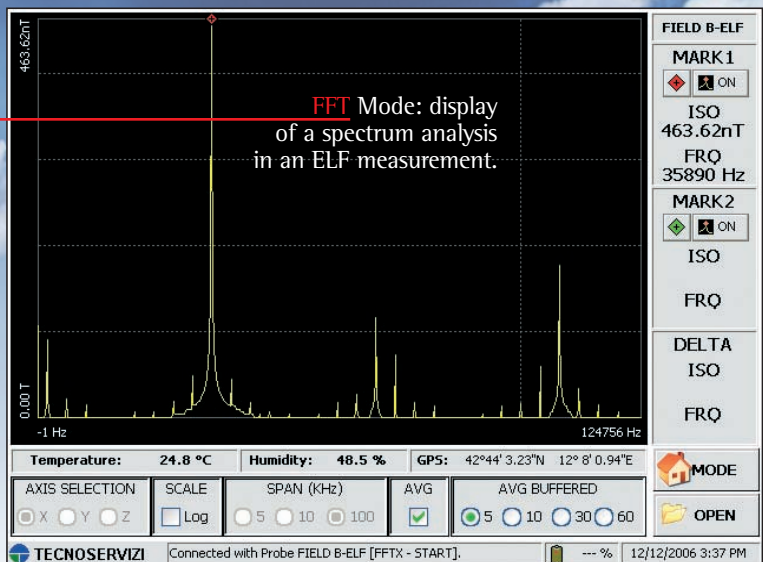 463.62nT
0.00 T
-1 Hz
124756 Hz
FFT Mode: display
of a spectrum analysis
in an ELF measurement.
FIELD B-ELF
MARK1
ON
ISO
463.62nT
FRQ
35890 Hz
MARK2
ON
ISO
FRQ
DELTA
ISO
FRQ
Temperature: 24.8 °C Humidity: 48.5 % GPS: 42°44' 3.23"N 12° 8' 0.94"E
MODE
AXIS SELECTION
X Y Z
SCALE
Log
SPAN (KHz)
5 10 100
AVG
AVG BUFFERED
5 10 30 60
OPEN
TECNOSERVIZI Connected with Probe FIELD B-ELF [FFTX - START]. --- % 12/12/2006 3:37 PM